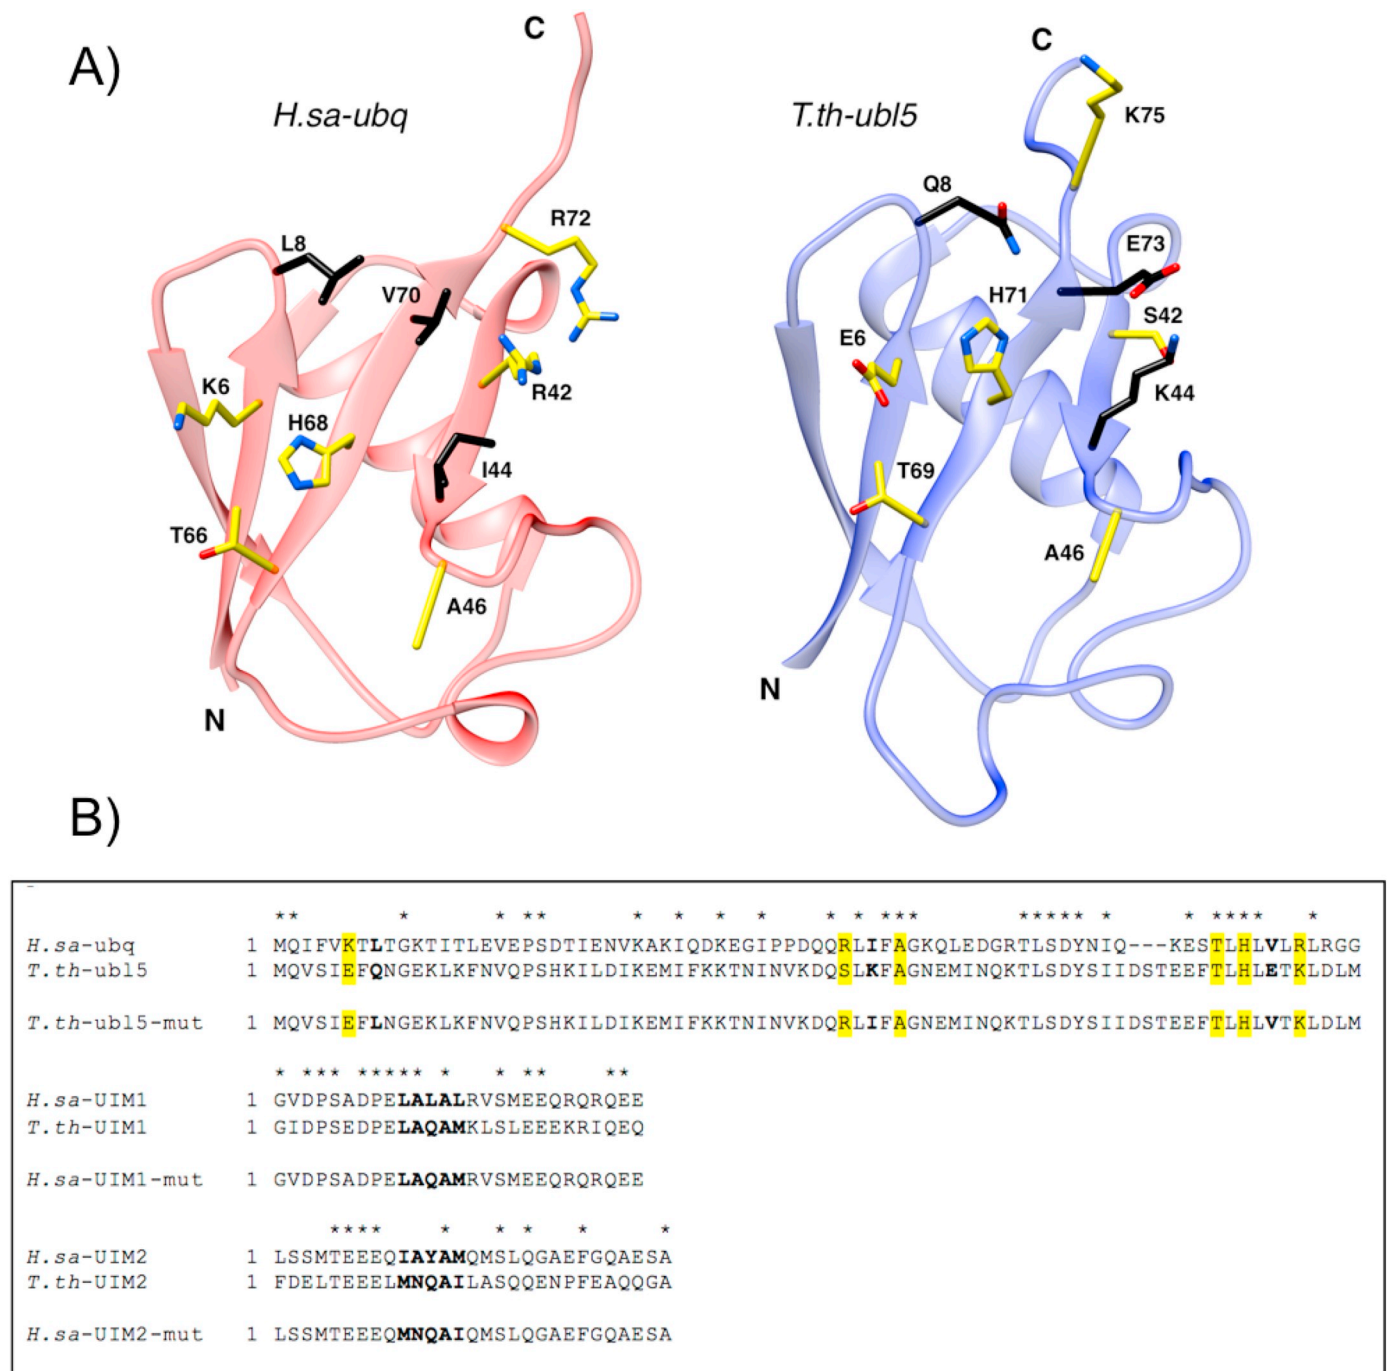 A)
C
H.sa-ubq
L8
V70
R72
K6
H68
R42
I44
T66
A46
N
C
T.th-ubl5
K75
Q8
E73
H71
S42
E6
K44
T69
A46
N
B)
** * * ** * * * * * * *** ***** * * **** *
H.sa-ubq 1 MQIFVKTLTGKTITLEVEPSDTIENVKAKIQDKEGIPPDQQRLIFAGKQLEDGRTLSDYNIQ---KESTLHLVLRLRGG
T.th-ubl5 1 MQVSIEFQNGEKLKFNVQPSHKILDIKEMIFKKTNINVKDQSLKFAGNEMINQKTLSDYSIIDSTEEFTLHLETKLDLM
T.th-ubl5-mut 1 MQVSIEFLNGEKLKFNVQPSHKILDIKEMIFKKTNINVKDQRLIFAGNEMINQKTLSDYSIIDSTEEFTLHLVTKLDLM
* *** ***** * * ** **
H.sa-UIM1 1 GVDPSADPELALALRVSMEEQRQRQEE
T.th-UIM1 1 GIDPSEDPELAQAMKLSLEEEKRIQEQ
H.sa-UIM1-mut 1 GVDPSADPELAQAMRVSMEEQRQRQEE
**** * * * * *
H.sa-UIM2 1 LSSMTEEEQIAYAMQMSLQGAEFGQAESA
T.th-UIM2 1 FDELTEEELMNQAILASQQENPFEAQQGA
H.sa-UIM2-mut 1 LSSMTEEEQMNQAIQMSLQGAEFGQAESA